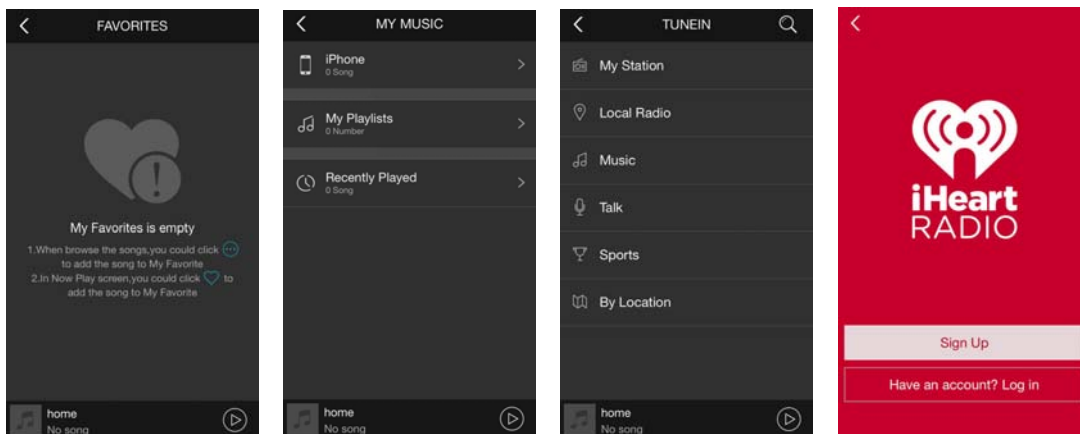 FAVORITES
My Favorites is empty
1.When browse the songs,you could click
to add the song to My Favorite
2.In Now Play screen,you could click to
add the song to My Favorite
home
No song
MY MUSIC
iPhone
0 Song
My Playlists
0 Number
Recently Played
0 Song
home
No song
TUNEIN
My Station
Local Radio
Music
Talk
Sports
By Location
home
No song
iHeart
RADIO
Sign Up
Have an account? Log in